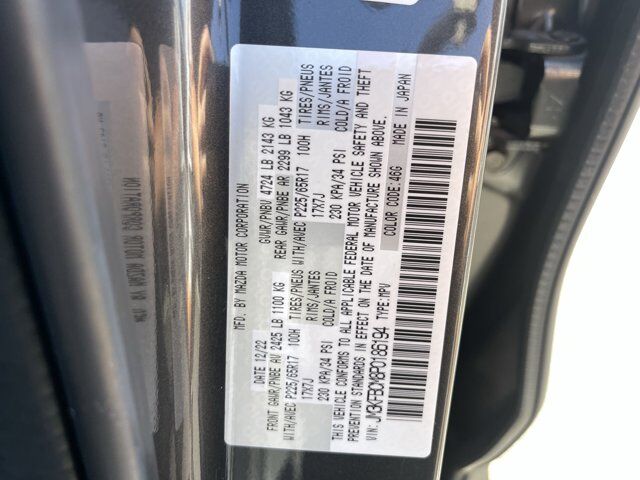 MFD. BY MAZDA MOTOR CORPORATION
DATE 12/22 GVWR/PNBV 4724 LB 2143 KG
FRONT GAWR/PNBE AV 2425 LB 1100 KG REAR GAWR/PNBE AR 2299 LB 1043 KG
WITH/AVEC P225/65R17 100H TIRES/PNEUS WITH/AVEC P225/65R17 100H TIRES/PNEUS
17X7J RIMS/JANTES 17X7J RIMS/JANTES
230 KPA/34 PSI COLD/A FROID 230 KPA/34 PSI COLD/A FROID
THIS VEHICLE CONFORMS TO ALL APPLICABLE FEDERAL MOTOR VEHICLE SAFETY AND THEFT
PREVENTION STANDARDS IN EFFECT ON THE DATE OF MANUFACTURE SHOWN ABOVE.
VIN: JM3KFBCM8P0186194 TYPE:MPV COLOR CODE:46G MADE IN JAPAN